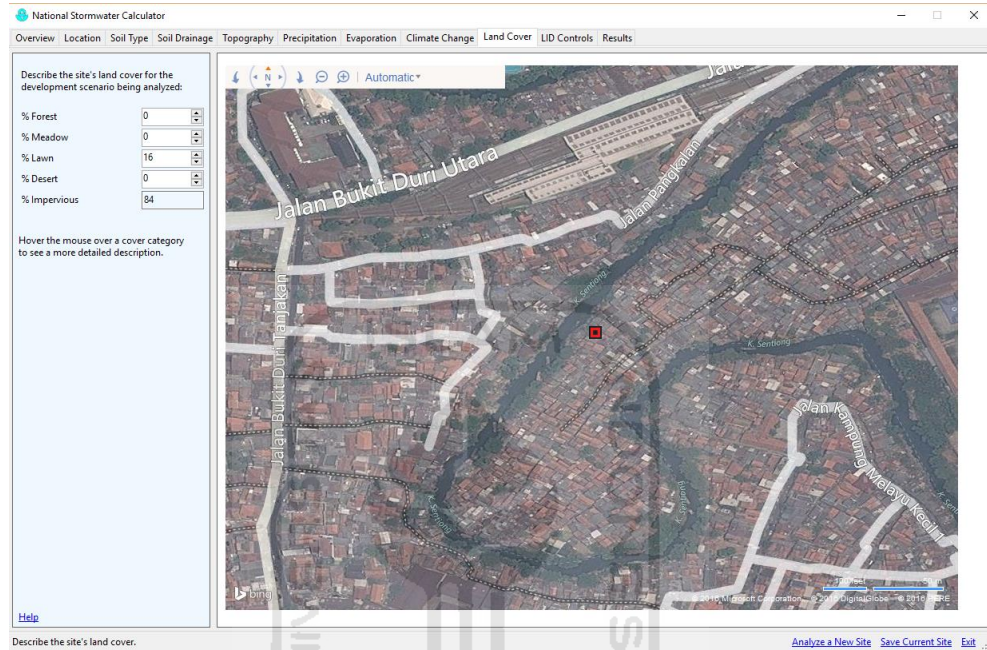 National Stormwater Calculator
Overview Location Soil Type Soil Drainage Topography Precipitation Evaporation Climate Change Land Cover LID Controls Results
Describe the site's land cover for the
development scenario being analyzed:
% Forest 0
% Meadow 0
% Lawn 16
% Desert 0
% Impervious 84
Hover the mouse over a cover category
to see a more detailed description.
Help
N Automatic
Jalan Bukit Duri Utara
Jalan Pangkalan
K. Sentiong
K. Sentiong
Jalan Bukit Duri Tanjakan
Jalan Kampung Melayu Kecil 1
K. Sentiong
K. Sentiong
bing
© 2016 Microsoft Corporation © 2016 DigitalGlobe © 2016 HERE
Describe the site's land cover.
Analyze a New Site Save Current Site Exit